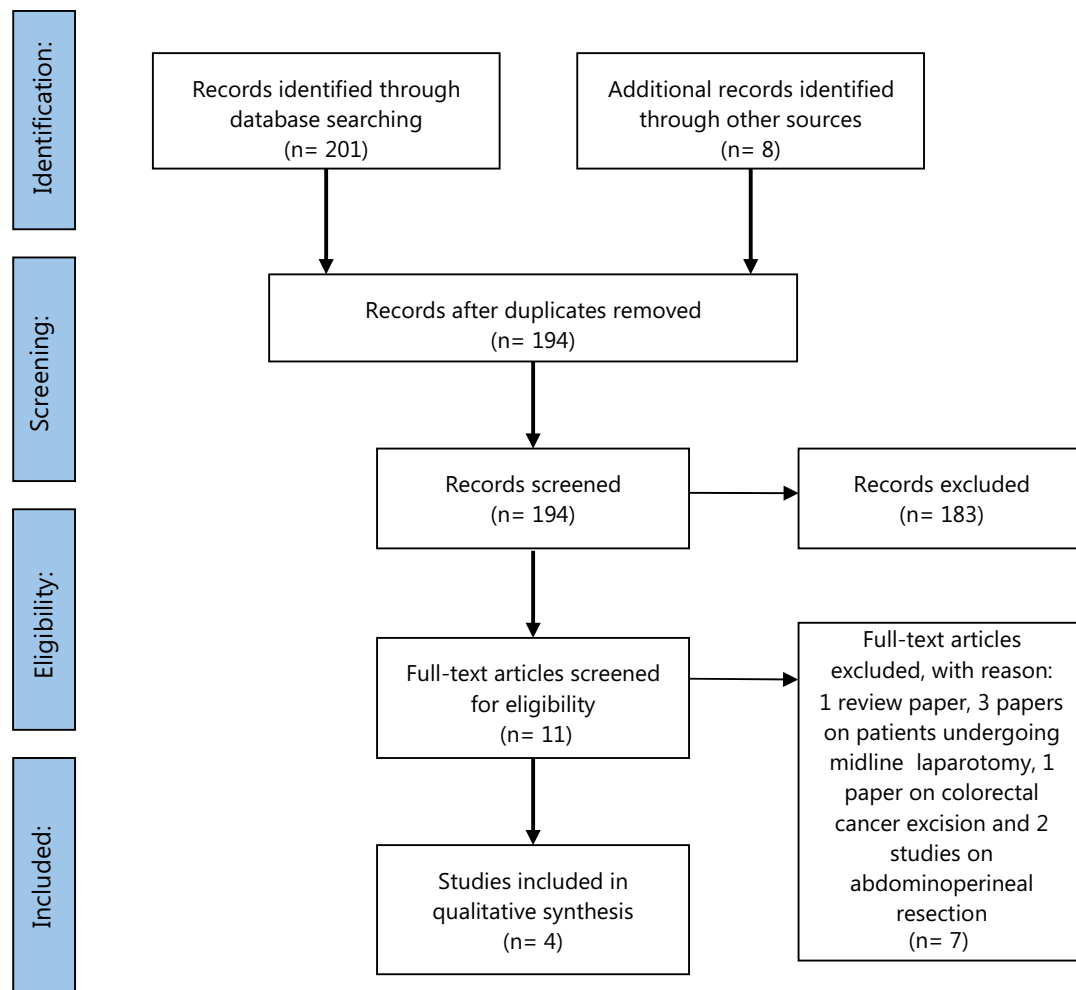 Identification:
Records identified through
database searching
(n= 201)
Additional records identified
through other sources
(n= 8)
Screening:
Records after duplicates removed
(n= 194)
Records screened
(n= 194)
Records excluded
(n= 183)
Eligibility:
Full-text articles screened
for eligibility
(n= 11)
Full-text articles
excluded, with reason:
1 review paper, 3 papers
on patients undergoing
midline laparotomy, 1
paper on colorectal
cancer excision and 2
studies on
abdominoperineal
resection
(n= 7)
Included:
Studies included in
qualitative synthesis
(n= 4)